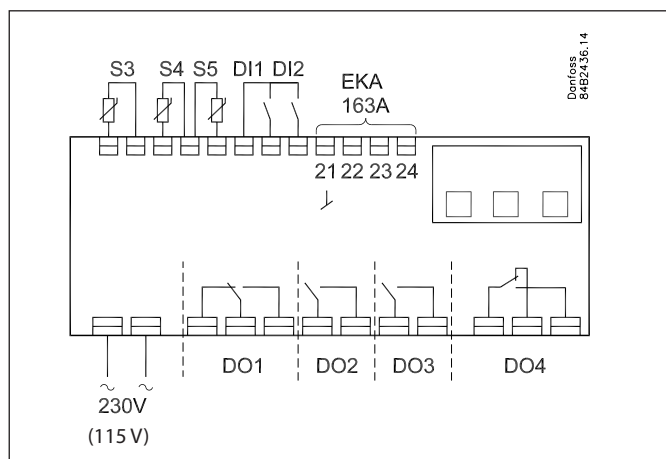 Danfoss
84B2436.14
S3 S4 S5 DI1 DI2
EKA
163A
21 22 23 24
DO1 DO2 DO3 DO4
~ ~
230V
(115 V)